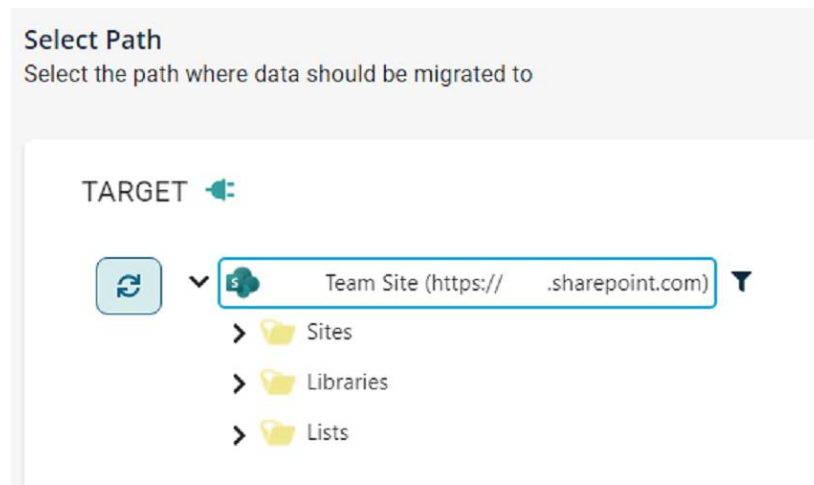 Select Path
Select the path where data should be migrated to
TARGET
S Team Site (https:// .sharepoint.com)
Sites
Libraries
Lists